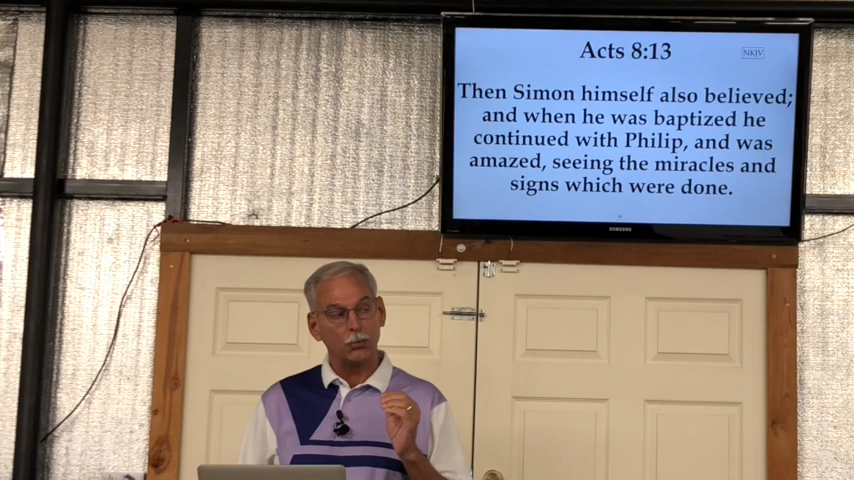 Acts 8:13
NKJV
Then Simon himself also believed;
and when he was baptized he
continued with Philip, and was
amazed, seeing the miracles and
signs which were done.
SAMSUNG